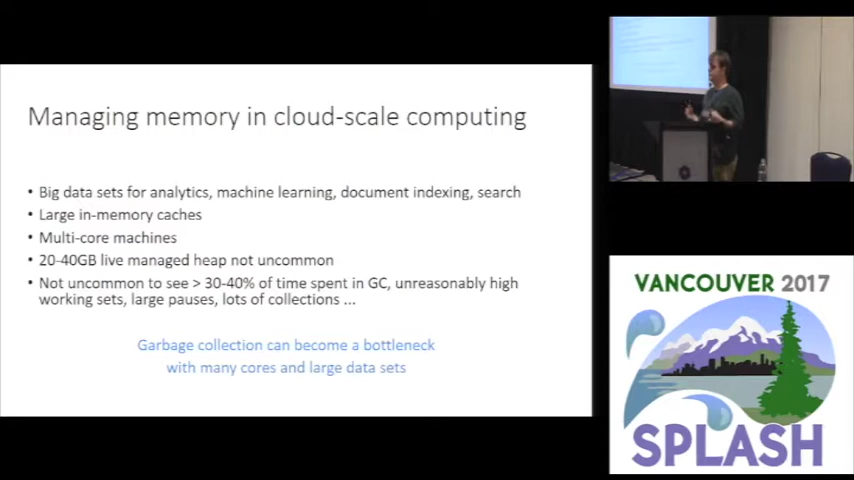 Managing memory in cloud-scale computing
• Big data sets for analytics, machine learning, document indexing, search
• Large in-memory caches
• Multi-core machines
• 20-40GB live managed heap not uncommon
• Not uncommon to see > 30-40% of time spent in GC, unreasonably high
working sets, large pauses, lots of collections ...
Garbage collection can become a bottleneck
with many cores and large data sets
VANCOUVER 2017
SPLASH